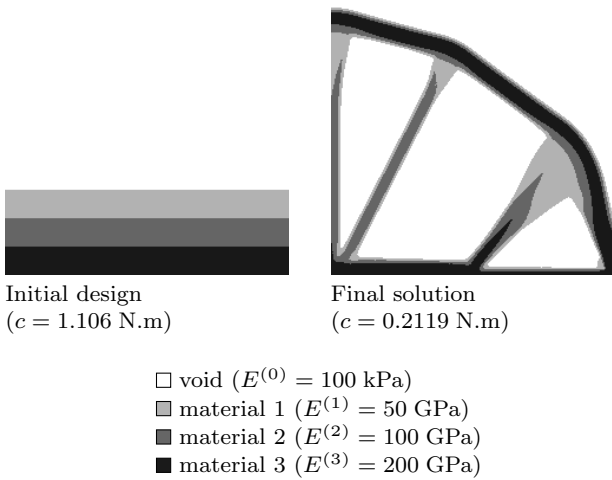 Initial design
(c = 1.106 N.m)
Final solution
(c = 0.2119 N.m)
void (E^(0) = 100 kPa)
material 1 (E^(1) = 50 GPa)
material 2 (E^(2) = 100 GPa)
material 3 (E^(3) = 200 GPa)